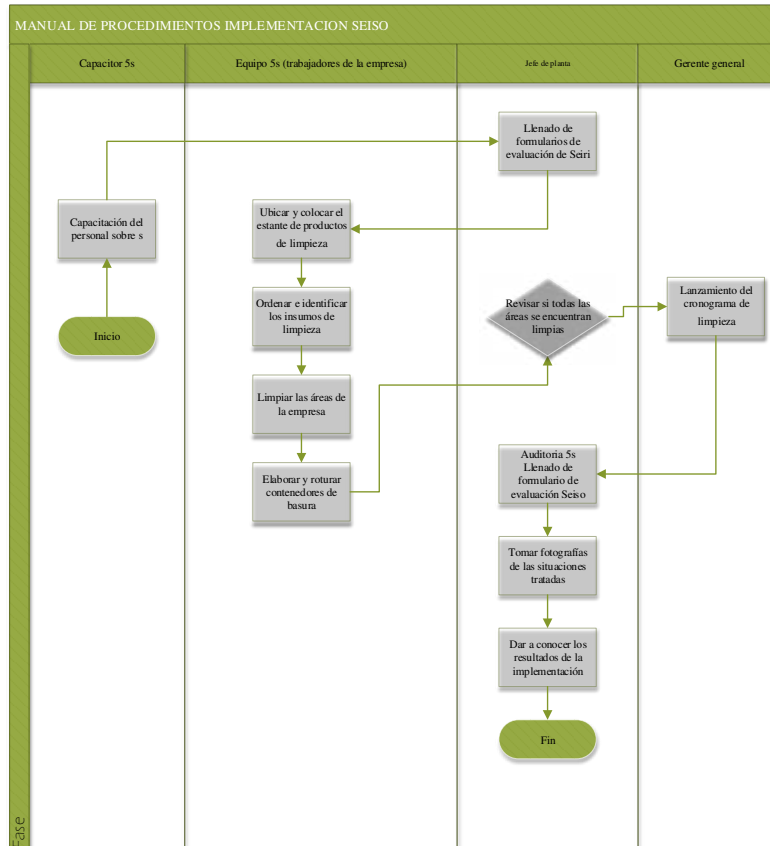 MANUAL DE PROCEDIMIENTOS IMPLEMENTACION SEISO
Capacitor 5s
Equipo 5s (trabajadores de la empresa)
Jefe de planta
Gerente general
Llenado de
formularios de
evaluación de Seiri
Capacitación del
personal sobre s
Ubicar y colocar el
estante de productos
de limpieza
Ordenar e identificar
los insumos de
limpieza
Revisar si todas las
áreas se encuentran
limpias
Lanzamiento del
cronograma de
limpieza
Inicio
Limpiar las áreas de
la empresa
Elaborar y roturar
contenedores de
basura
Auditoria 5s
Llenado de
formulario de
evaluación Seiso
Tomar fotografías
de las situaciones
tratadas
Dar a conocer los
resultados de la
implementación
Fin
Fase